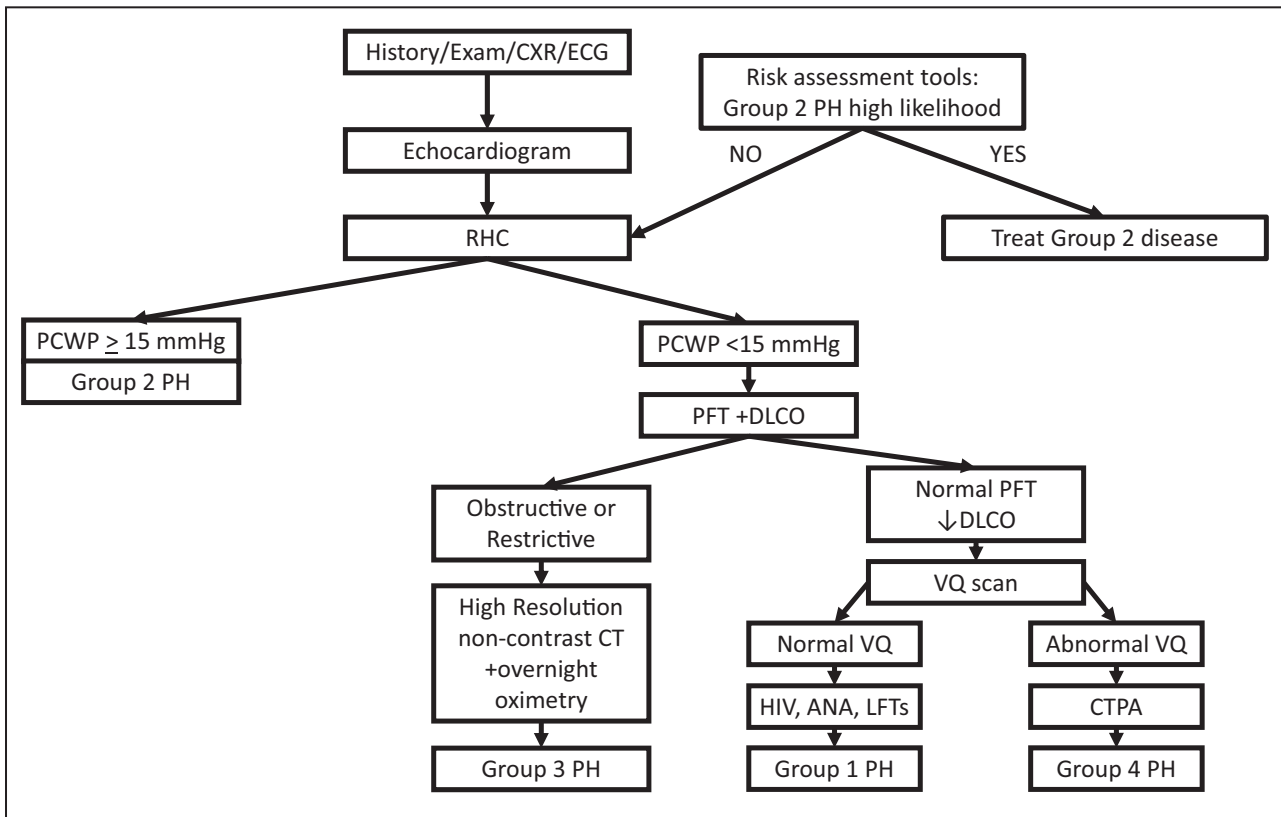 History/Exam/CXR/ECG
Risk assessment tools:
Group 2 PH high likelihood
Echocardiogram
NO
YES
RHC
Treat Group 2 disease
PCWP ≥ 15 mmHg
Group 2 PH
PCWP <15 mmHg
PFT +DLCO
Obstructive or
Restrictive
Normal PFT
↓DLCO
High Resolution
non-contrast CT
+overnight
oximetry
VQ scan
Normal VQ
Abnormal VQ
HIV, ANA, LFTs
CTPA
Group 3 PH
Group 1 PH
Group 4 PH